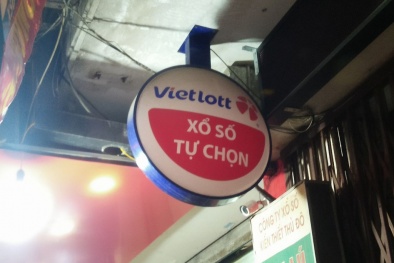 Vietlott
XỔ SỐ
TỰ CHỌN
CÔNG TY XỔ SỐ
KIẾN THIẾT THỦ ĐÔ